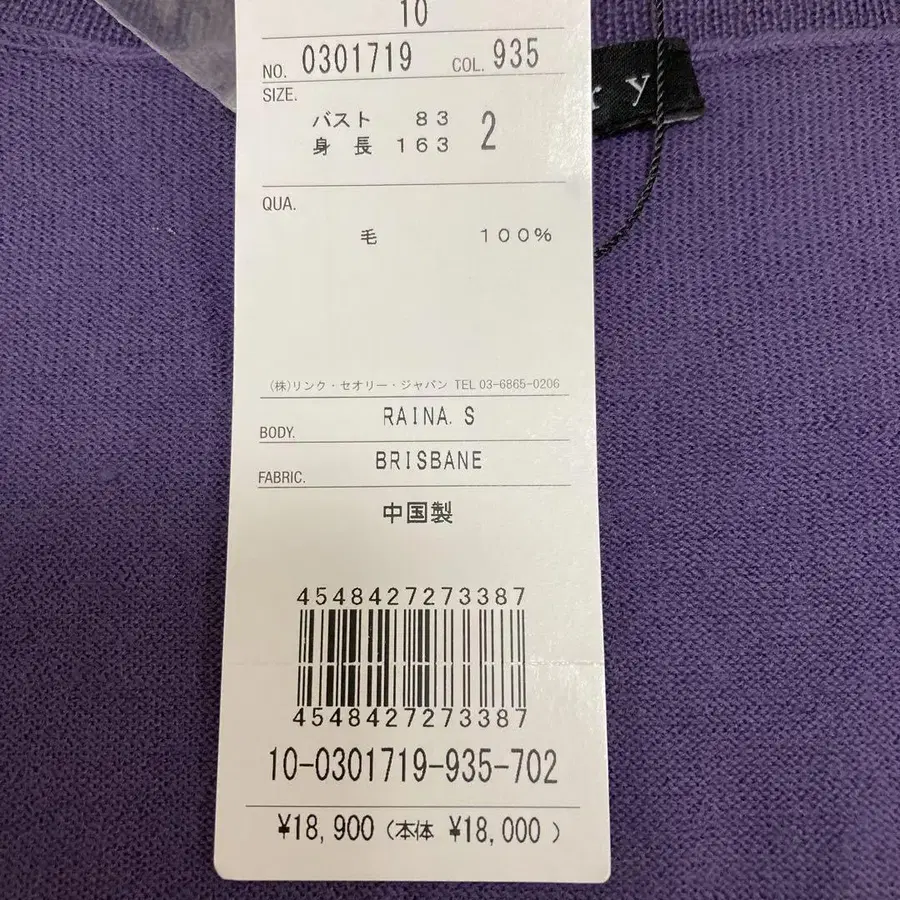 10
NO. 0301719 COL. 935
SIZE.
バスト 83
身長 163 2
QUA.
毛 100%
(株)リンク・セオリー・ジャパン TEL 03-6865-0206
BODY. RAINA. S
FABRIC. BRISBANE
中国製
4548427273387
4548427273387
10-0301719-935-702
¥18,900 (本体 ¥18,000 )